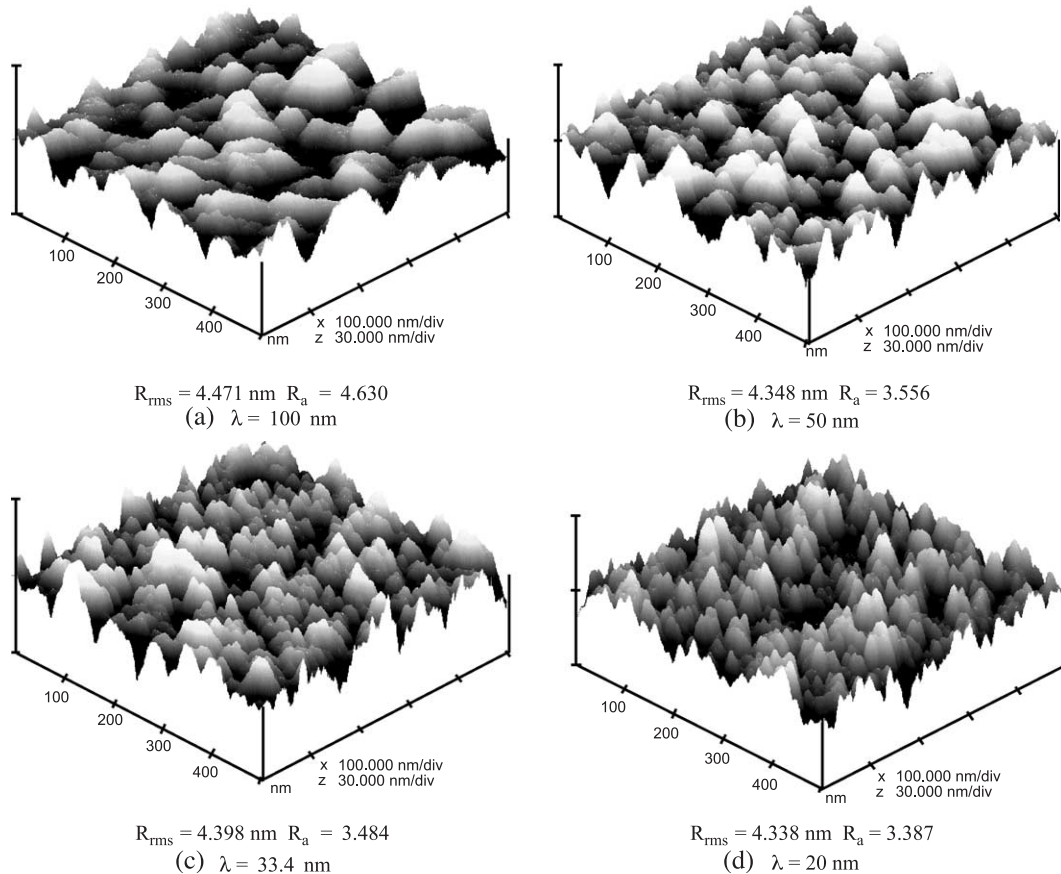 100
200
300
400
nm
x 100.000 nm/div
z 30.000 nm/div
R_rms = 4.471 nm R_a = 4.630
(a) λ = 100 nm
100
200
300
400
nm
x 100.000 nm/div
z 30.000 nm/div
R_rms = 4.348 nm R_a = 3.556
(b) λ = 50 nm
100
200
300
400
nm
x 100.000 nm/div
z 30.000 nm/div
R_rms = 4.398 nm R_a = 3.484
(c) λ = 33.4 nm
100
200
300
400
nm
x 100.000 nm/div
z 30.000 nm/div
R_rms = 4.338 nm R_a = 3.387
(d) λ = 20 nm